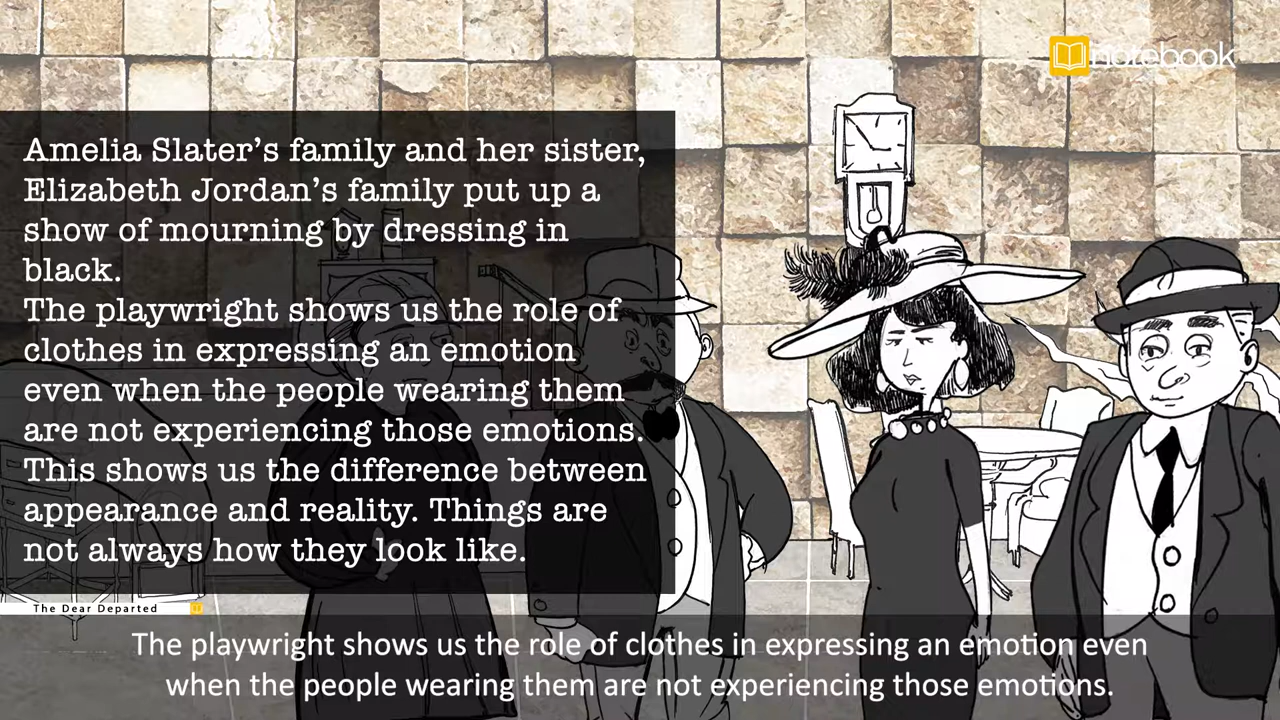 notebook
Amelia Slater's family and her sister,
Elizabeth Jordan's family put up a
show of mourning by dressing in
black.
The playwright shows us the role of
clothes in expressing an emotion
even when the people wearing them
are not experiencing those emotions.
This shows us the difference between
appearance and reality. Things are
not always how they look like.
The Dear Departed
The playwright shows us the role of clothes in expressing an emotion even
when the people wearing them are not experiencing those emotions.